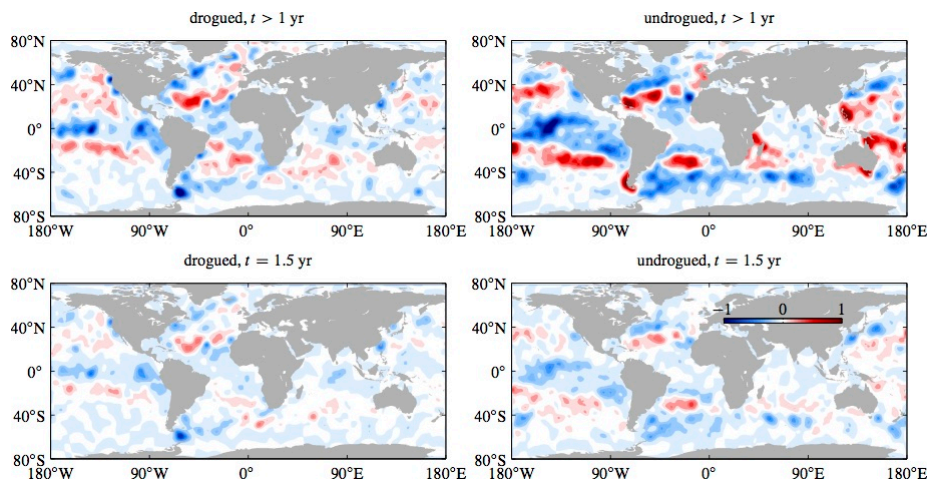 drogued, t > 1 yr
undrogued, t > 1 yr
80°N
40°N
0°
40°S
80°S
180°W
90°W
0°
90°E
180°E
80°N
40°N
0°
40°S
80°S
180°W
90°W
0°
90°E
180°E
drogued, t = 1.5 yr
undrogued, t = 1.5 yr
80°N
40°N
0°
40°S
80°S
180°W
90°W
0°
90°E
180°E
80°N
40°N
0°
40°S
80°S
−1 0 1
180°W
90°W
0°
90°E
180°E